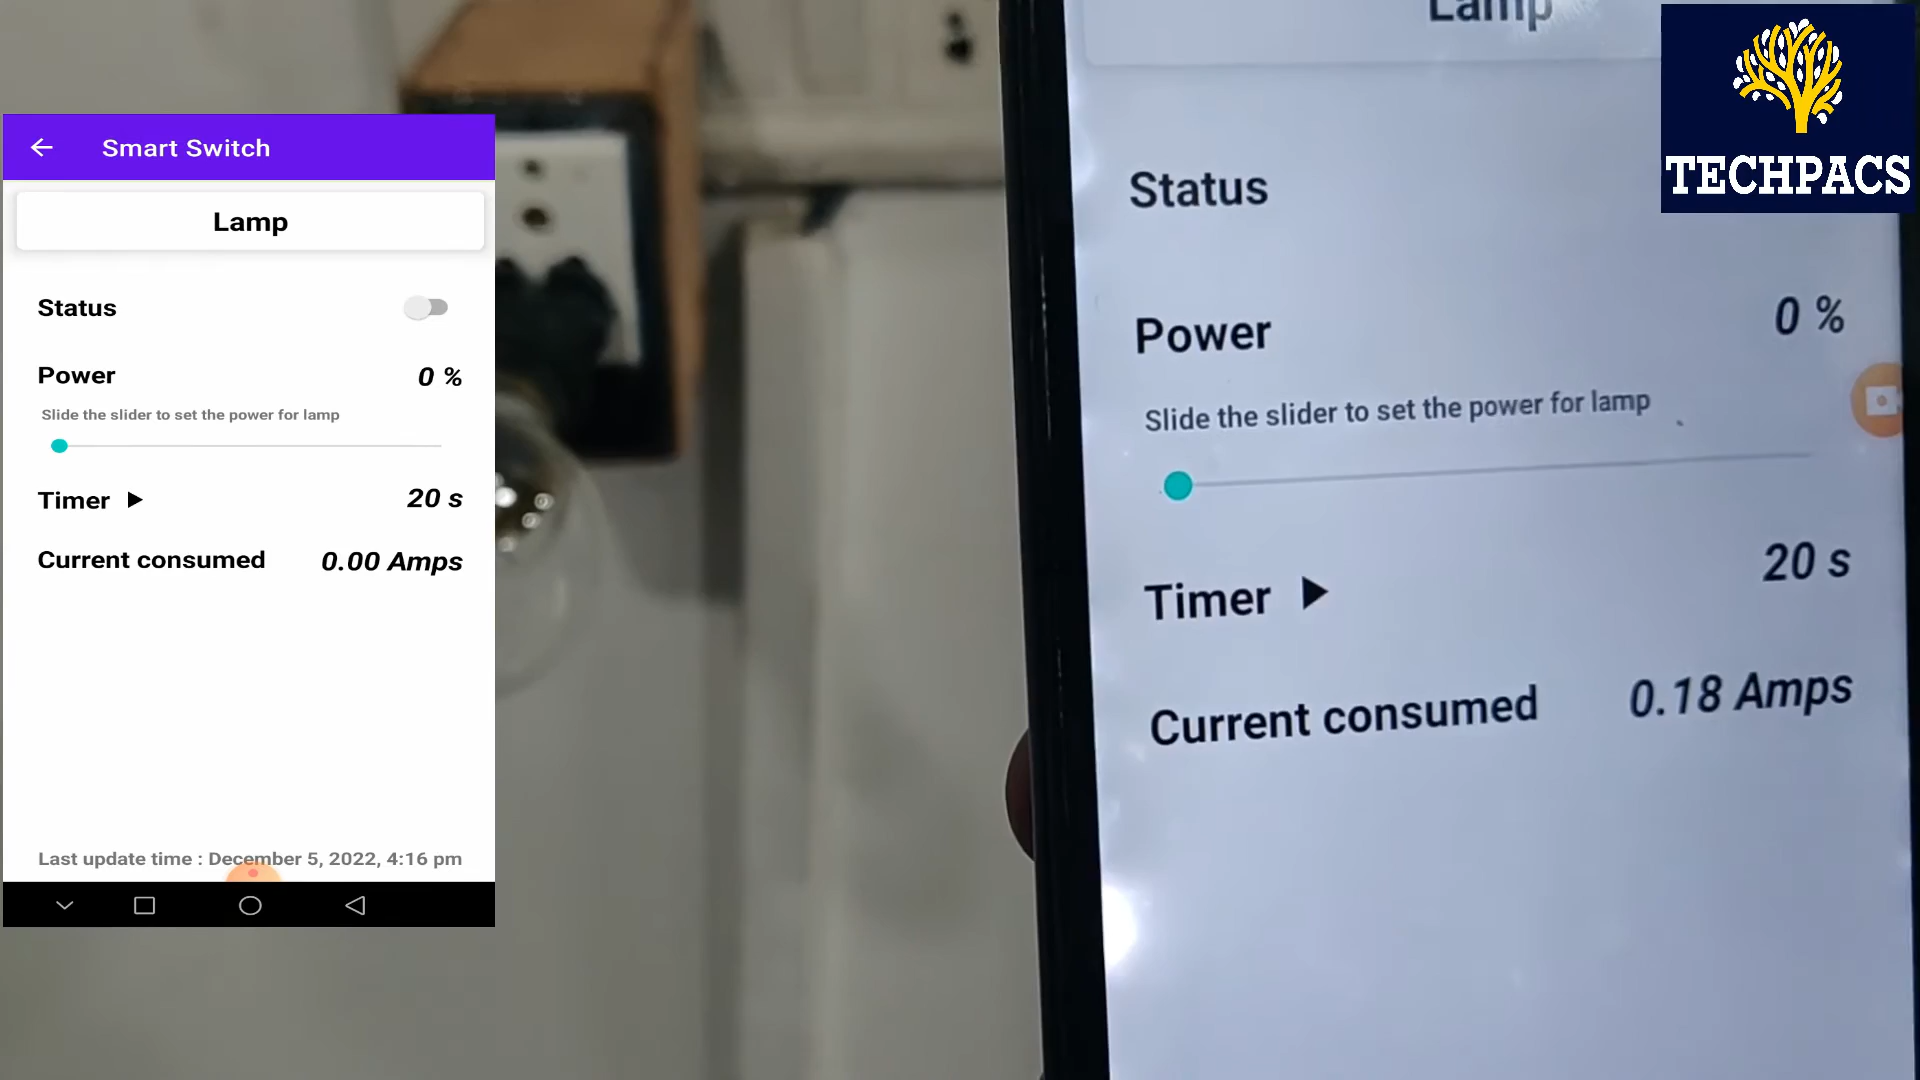 Smart Switch
Lamp
Status
Power 0 %
Slide the slider to set the power for lamp
Timer 20 s
Current consumed 0.00 Amps
Last update time : December 5, 2022, 4:16 pm
Lamp
Status
Power 0 %
Slide the slider to set the power for lamp
Timer 20 s
Current consumed 0.18 Amps
TECHPACS